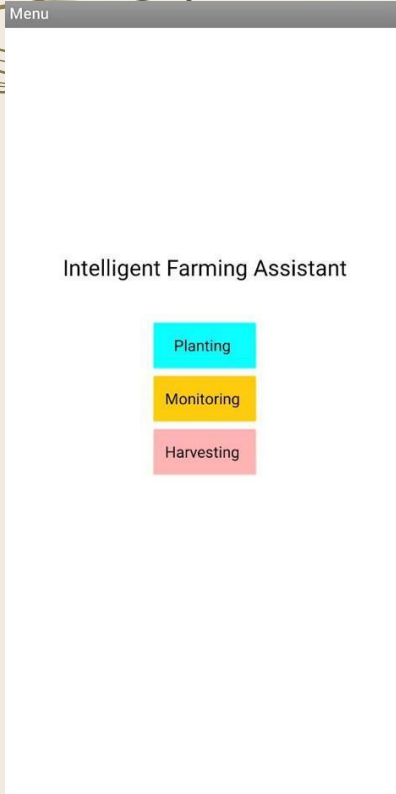 Menu
Intelligent Farming Assistant
Planting
Monitoring
Harvesting